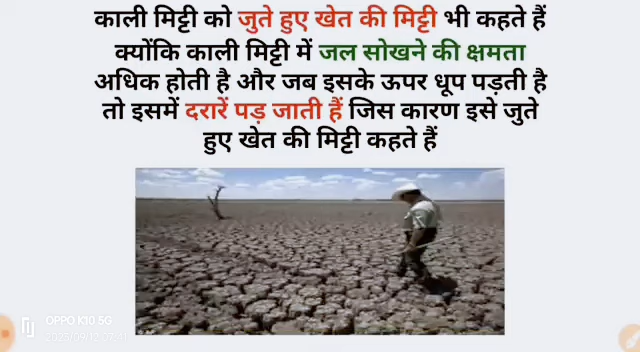 काली मिट्टी को जुते हुए खेत की मिट्टी भी कहते हैं
क्योंकि काली मिट्टी में जल सोखने की क्षमता
अधिक होती है और जब इसके ऊपर धूप पड़ती है
तो इसमें दरारें पड़ जाती हैं जिस कारण इसे जुते
हुए खेत की मिट्टी कहते हैं
OPPO K10 5G